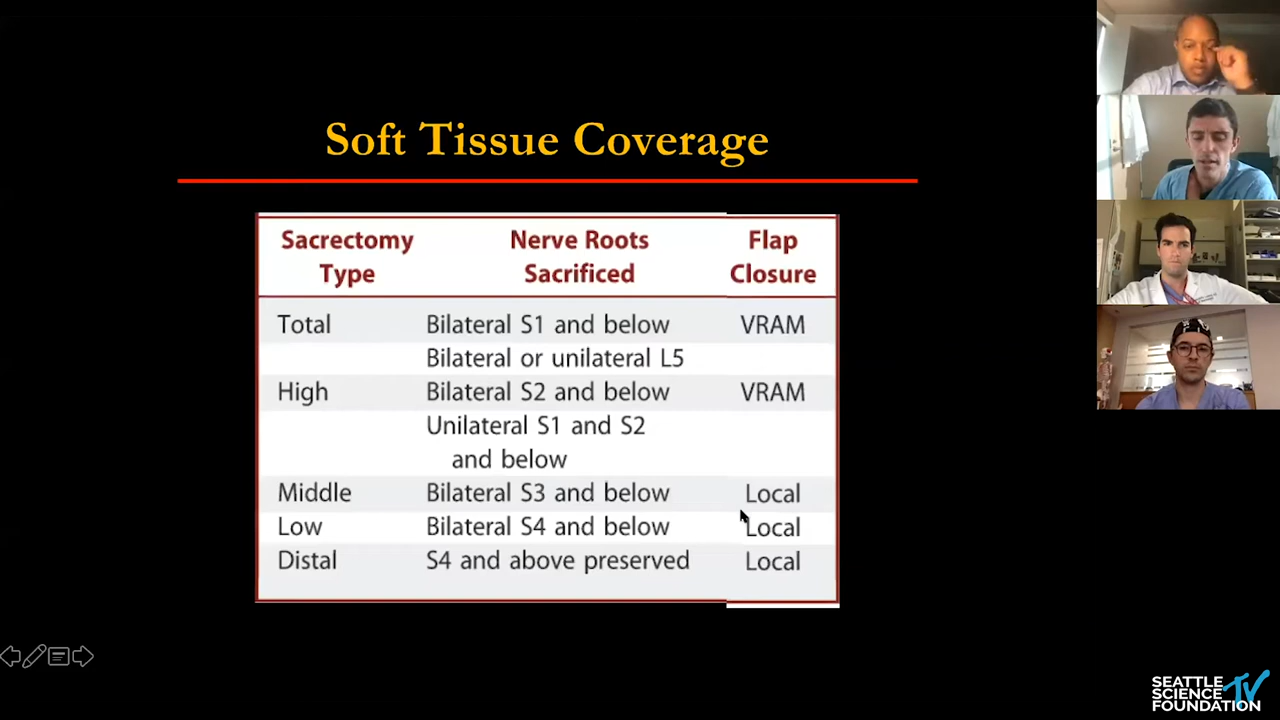 Soft Tissue Coverage
Sacrectomy Type
Nerve Roots Sacrificed
Flap Closure
Total
Bilateral S1 and below
VRAM
Bilateral or unilateral L5
High
Bilateral S2 and below
VRAM
Unilateral S1 and S2
and below
Middle
Bilateral S3 and below
Local
Low
Bilateral S4 and below
Local
Distal
S4 and above preserved
Local
SEATTLE
SCIENCE
FOUNDATION
TV